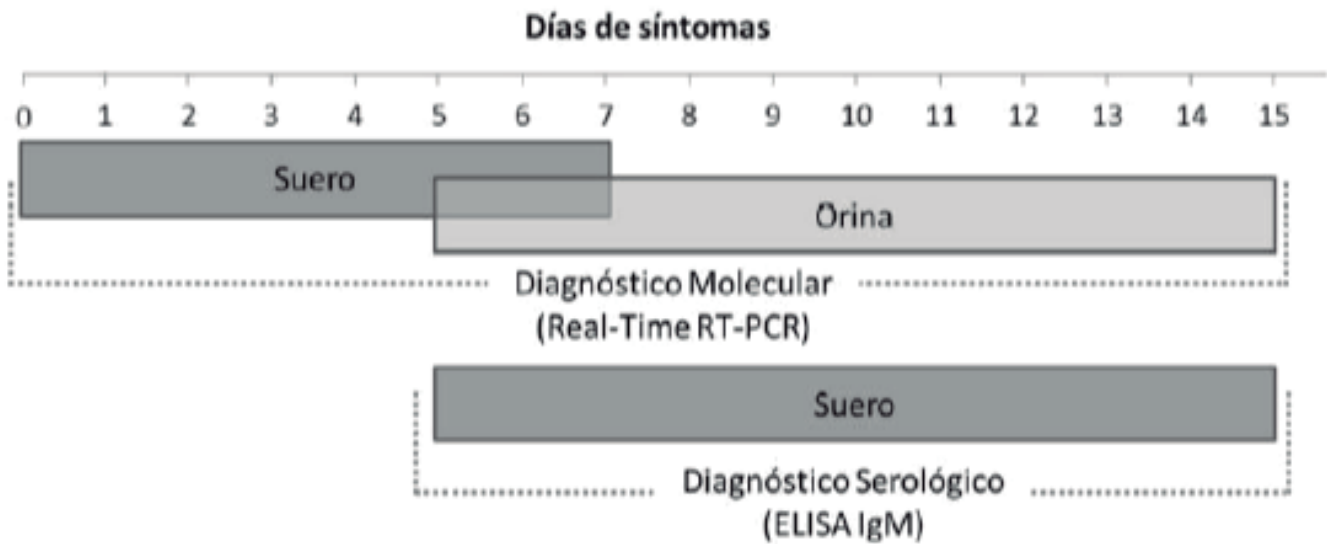 Días de síntomas
0 1 2 3 4 5 6 7 8 9 10 11 12 13 14 15
Suero
Orina
Diagnóstico Molecular
(Real-Time RT-PCR)
Suero
Diagnóstico Serológico
(ELISA IgM)